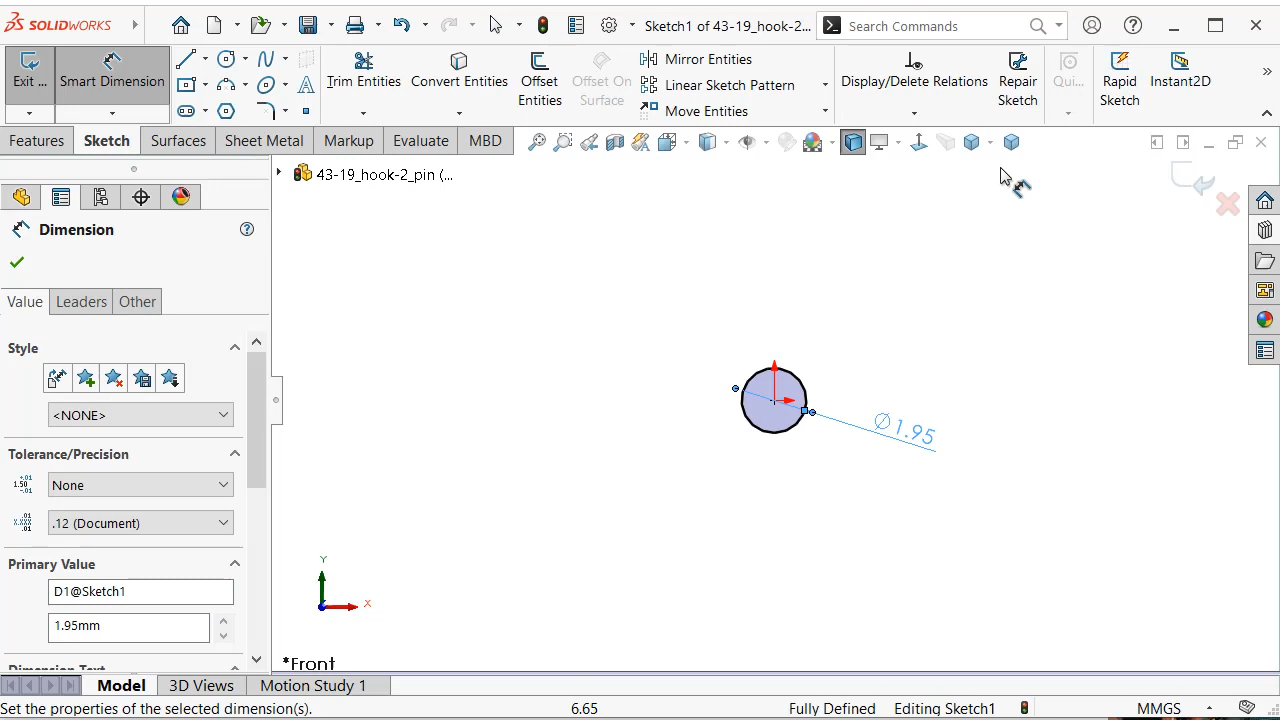 SOLIDWORKS
Sketch1 of 43-19_hook-2...
Search Commands
Exit ...
Smart Dimension
Trim Entities
Convert Entities
Offset
Entities
Offset On
Surface
Mirror Entities
Linear Sketch Pattern
Move Entities
Display/Delete Relations
Repair
Sketch
Qui...
Rapid
Sketch
Instant2D
Features
Sketch
Surfaces
Sheet Metal
Markup
Evaluate
MBD
43-19_hook-2_pin (...
Dimension
Value
Leaders
Other
Style
<NONE>
Tolerance/Precision
None
.12 (Document)
Primary Value
D1@Sketch1
1.95mm
∅1.95
Y
X
*Front
Model
3D Views
Motion Study 1
Set the properties of the selected dimension(s).
6.65
Fully Defined
Editing Sketch1
MMGS